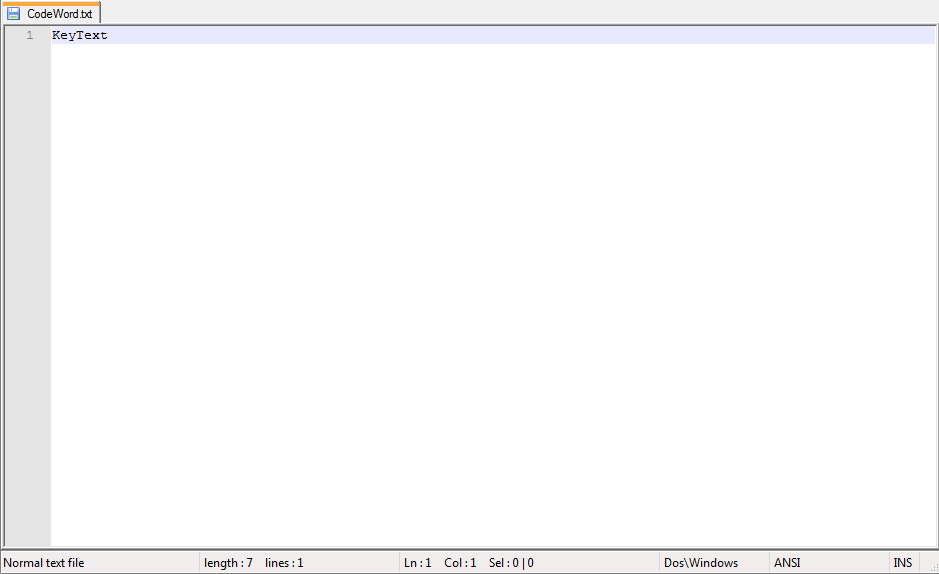 CodeWord.txt
1 KeyText
Normal text file length : 7 lines : 1 Ln : 1 Col : 1 Sel : 0 | 0 Dos\Windows ANSI INS